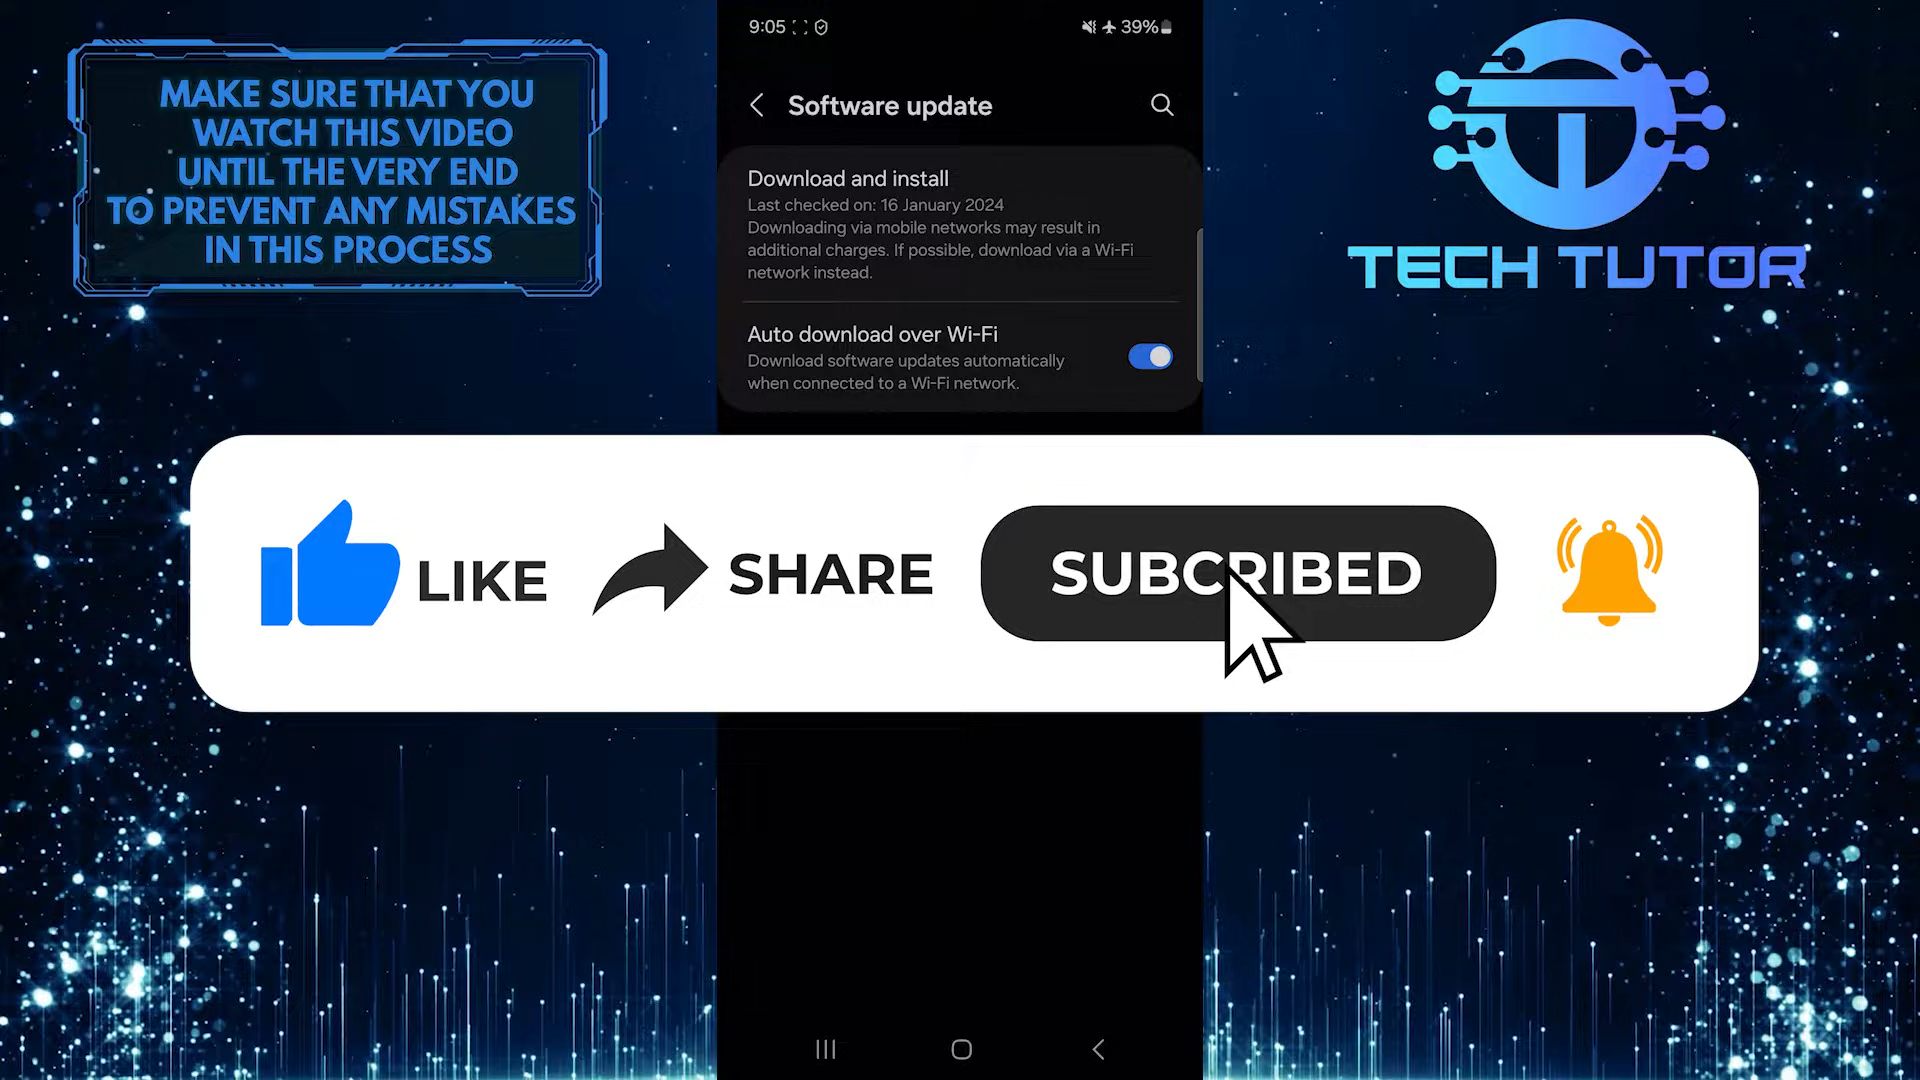 MAKE SURE THAT YOU
WATCH THIS VIDEO
UNTIL THE VERY END
TO PREVENT ANY MISTAKES
IN THIS PROCESS
9:05
39%
Software update
Download and install
Last checked on: 16 January 2024
Downloading via mobile networks may result in
additional charges. If possible, download via a Wi-Fi
network instead.
Auto download over Wi-Fi
Download software updates automatically
when connected to a Wi-Fi network.
TECH TUTOR
LIKE
SHARE
SUBCRIBED